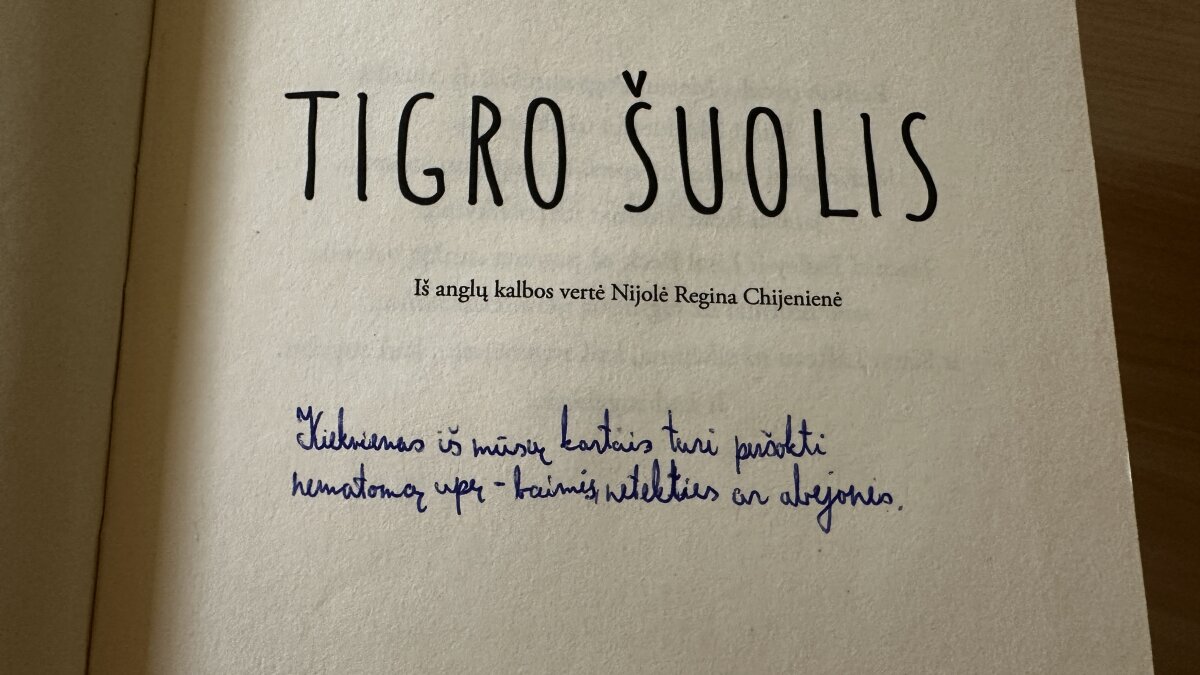 TIGRO ŠUOLIS
Iš anglų kalbos vertė Nijolė Regina Chijenienė
Kiekvienas iš mūsų kartais turi peršokti
nematomą upę - baimės, netekties ar abejonės.